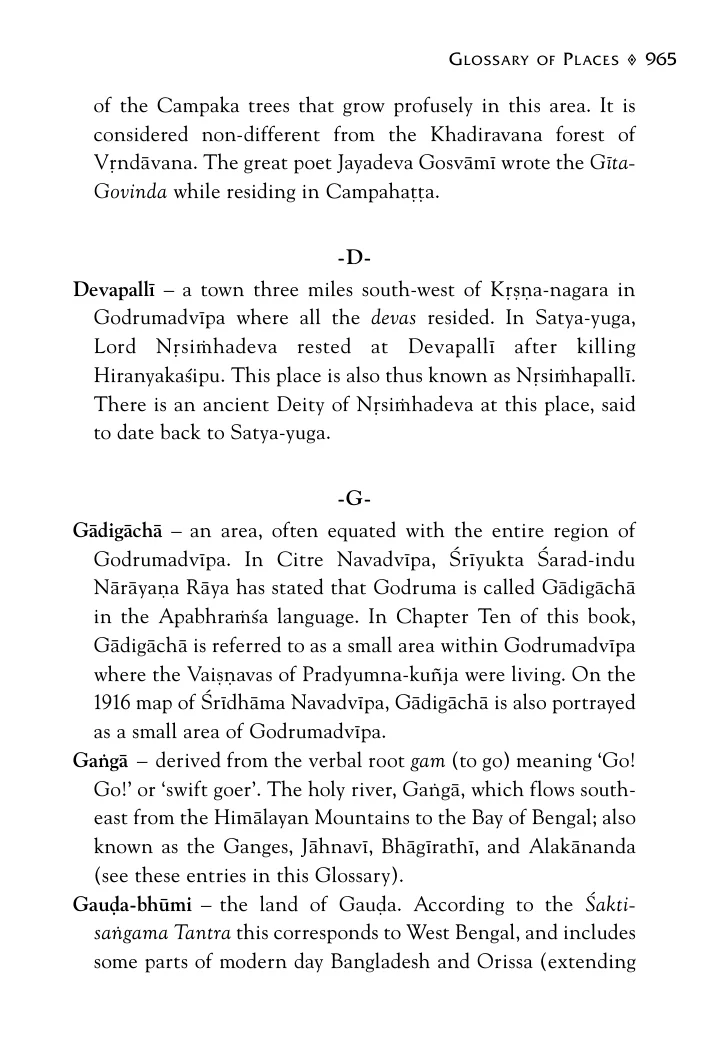 Glossary of Places ◊ 965
of the Campaka trees that grow profusely in this area. It is
considered non-different from the Khadiravana forest of
Vṛndāvana. The great poet Jayadeva Gosvāmī wrote the Gīta-
Govinda while residing in Campahaṭṭa.
-D-
Devapallī – a town three miles south-west of Kṛṣṇa-nagara in
Godrumadvīpa where all the devas resided. In Satya-yuga,
Lord Nṛsiṁhadeva rested at Devapallī after killing
Hiranyakaśipu. This place is also thus known as Nṛsiṁhapallī.
There is an ancient Deity of Nṛsiṁhadeva at this place, said
to date back to Satya-yuga.
-G-
Gādigāchā – an area, often equated with the entire region of
Godrumadvīpa. In Citre Navadvīpa, Śrīyukta Śarad-indu
Nārāyaṇa Rāya has stated that Godruma is called Gādigāchā
in the Apabhraṁśa language. In Chapter Ten of this book,
Gādigāchā is referred to as a small area within Godrumadvīpa
where the Vaiṣṇavas of Pradyumna-kuñja were living. On the
1916 map of Śrīdhāma Navadvīpa, Gādigāchā is also portrayed
as a small area of Godrumadvīpa.
Gaṅgā – derived from the verbal root gam (to go) meaning ‘Go!
Go!’ or ‘swift goer’. The holy river, Gaṅgā, which flows south-
east from the Himālayan Mountains to the Bay of Bengal; also
known as the Ganges, Jāhnavī, Bhāgīrathī, and Alakānanda
(see these entries in this Glossary).
Gauḍa-bhūmi – the land of Gauḍa. According to the Śakti-
saṅgama Tantra this corresponds to West Bengal, and includes
some parts of modern day Bangladesh and Orissa (extending